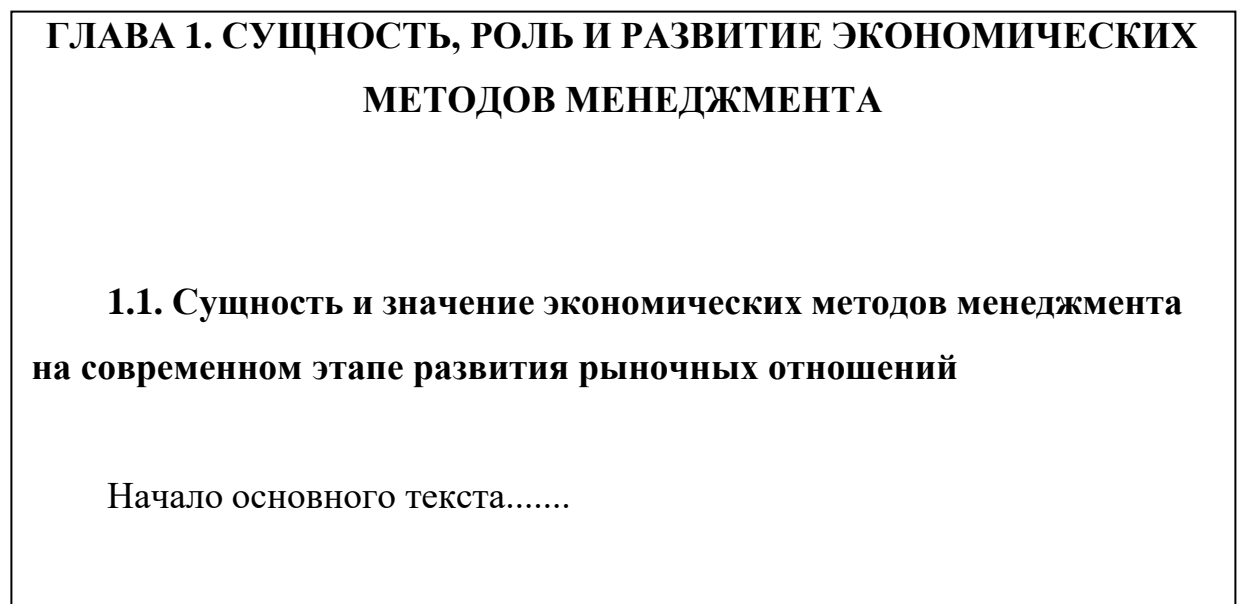 ГЛАВА 1. СУЩНОСТЬ, РОЛЬ И РАЗВИТИЕ ЭКОНОМИЧЕСКИХ
МЕТОДОВ МЕНЕДЖМЕНТА
1.1. Сущность и значение экономических методов менеджмента
на современном этапе развития рыночных отношений
Начало основного текста.......